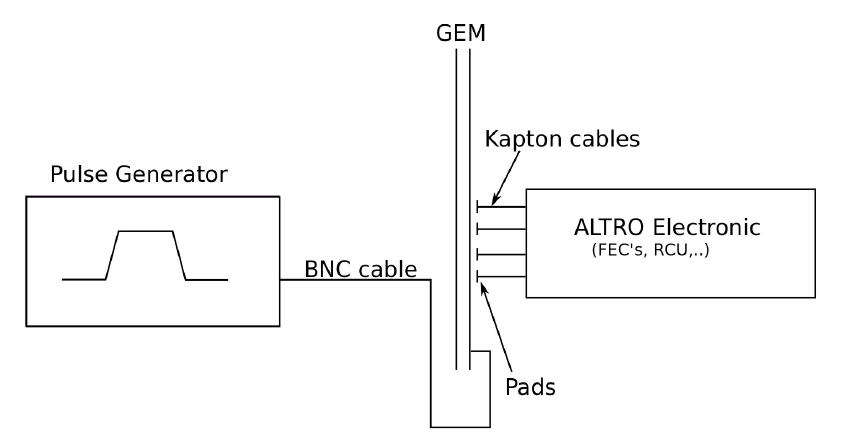 GEM
Kapton cables
Pulse Generator
ALTRO Electronic
(FEC's, RCU,..)
BNC cable
Pads